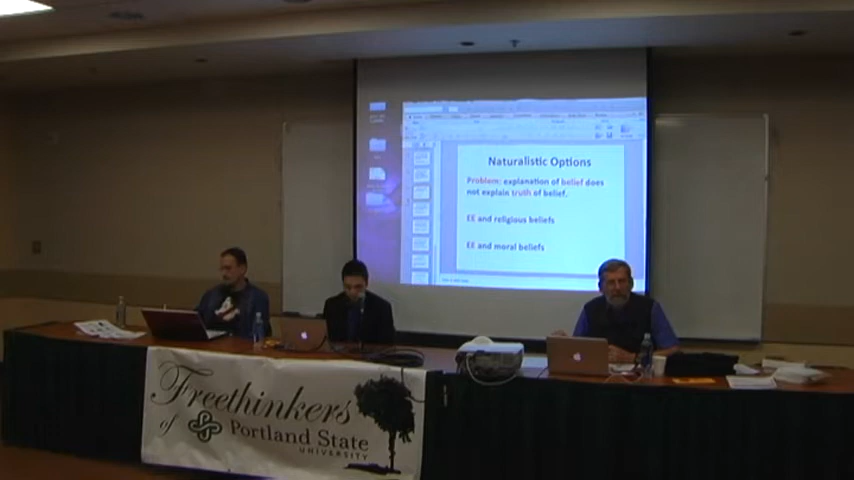 Naturalistic Options
Problem: explanation of belief does
not explain truth of belief.
EE and religious beliefs
EE and moral beliefs
Freethinkers
of Portland State
UNIVERSITY